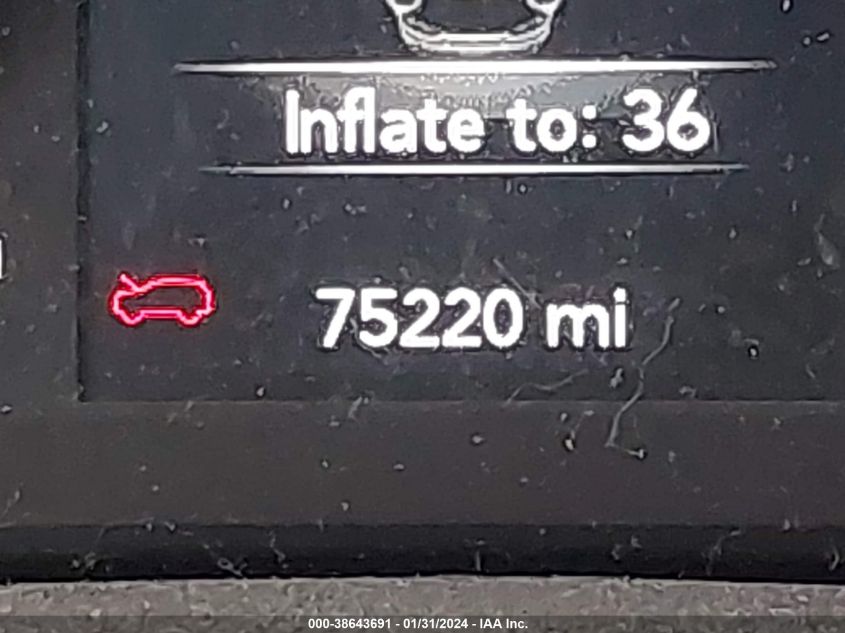 Inflate to: 36
75220 mi
000-38643691 - 01/31/2024 - IAA Inc.